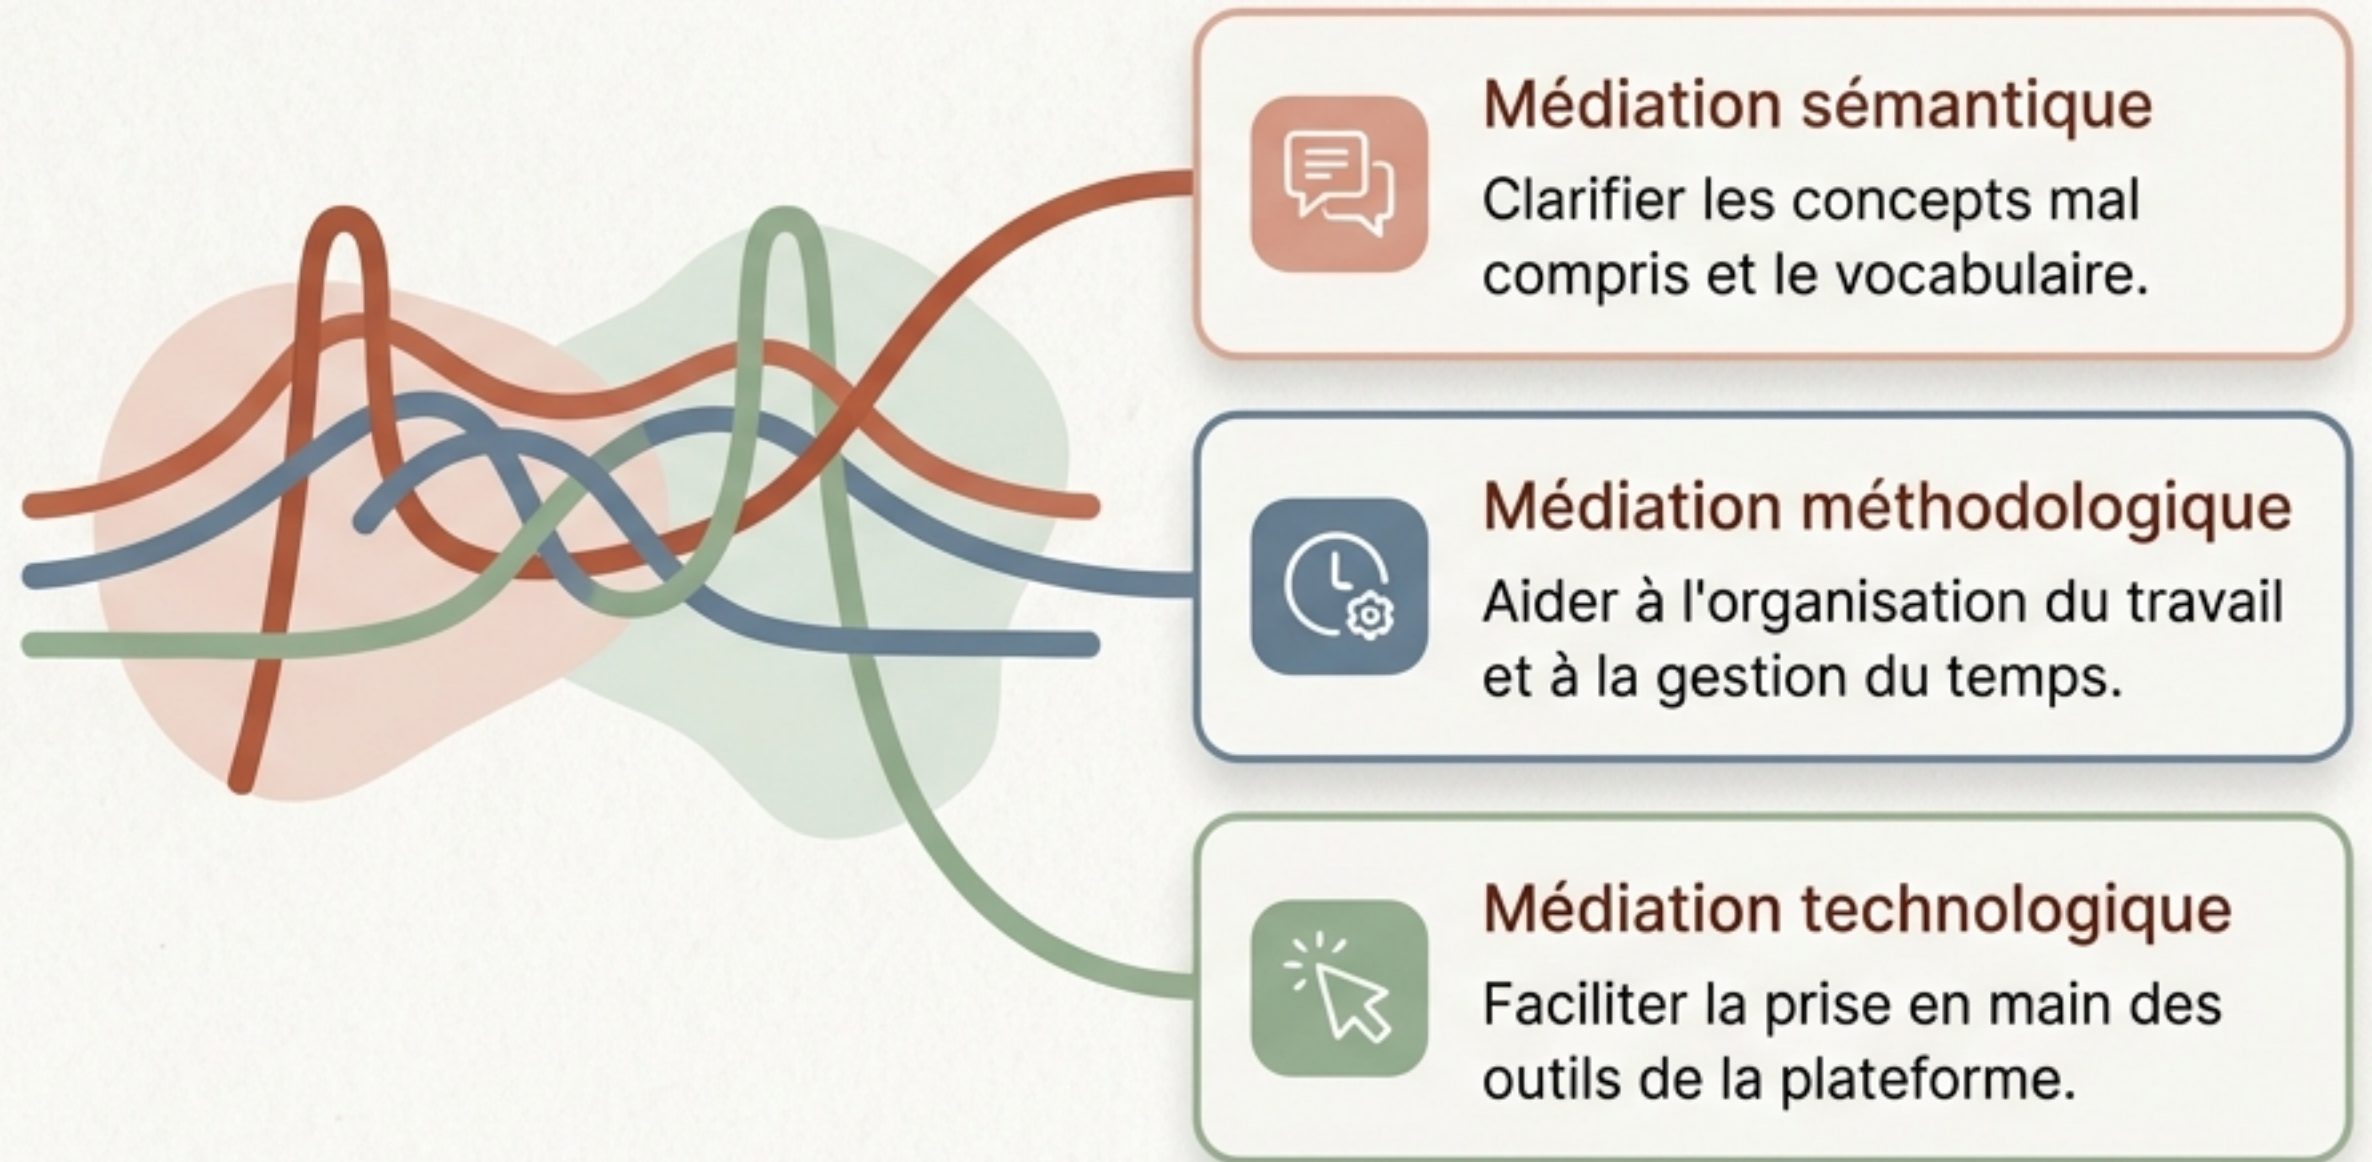 Médiation sémantique
Clarifier les concepts mal
compris et le vocabulaire.
Médiation méthodologique
Aider à l'organisation du travail
et à la gestion du temps.
Médiation technologique
Faciliter la prise en main des
outils de la plateforme.